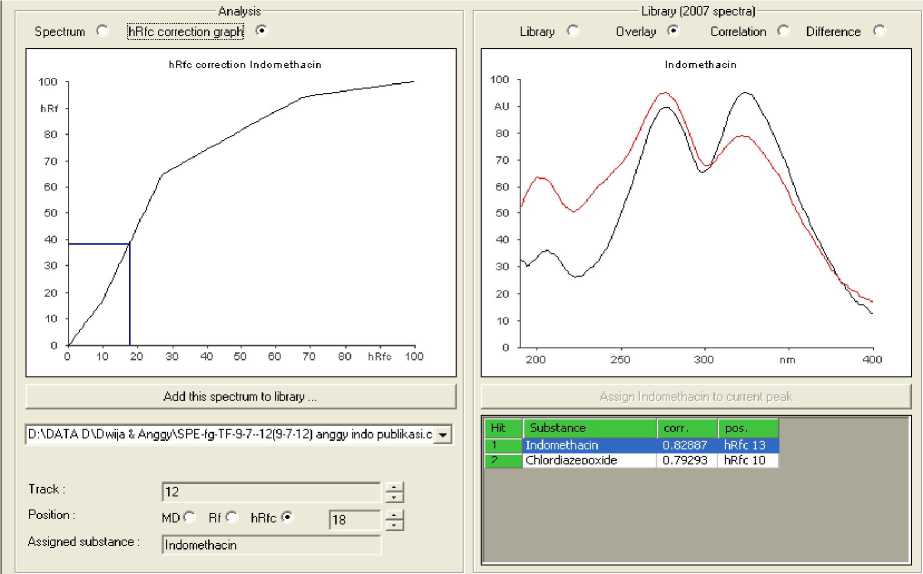 Analysis
Spectrum hRfc correction graph
hRfc correction Indomethacin
100
hRf
90
80
70
60
50
40
30
20
10
0
0 10 20 30 40 50 60 70 80 hRfc 100
Add this spectrum to library ...
D:\DATA D\Dwija & Anggy\SPE-fg-TF-9-7--12(9-7-12) anggy indo publikasi.c
Track : 12
Position : MD Rf hRfc 18
Assigned substance : Indomethacin
Library (2007 spectra)
Library Overlay Correlation Difference
Indomethacin
100
AU
80
70
60
50
40
30
20
10
0
200 250 300 nm 400
Assign Indomethacin to current peak
Hit Substance corr. pos.
1 Indomethacin 0.82887 hRfc 13
2 Chlordiazepoxide 0.79293 hRfc 10